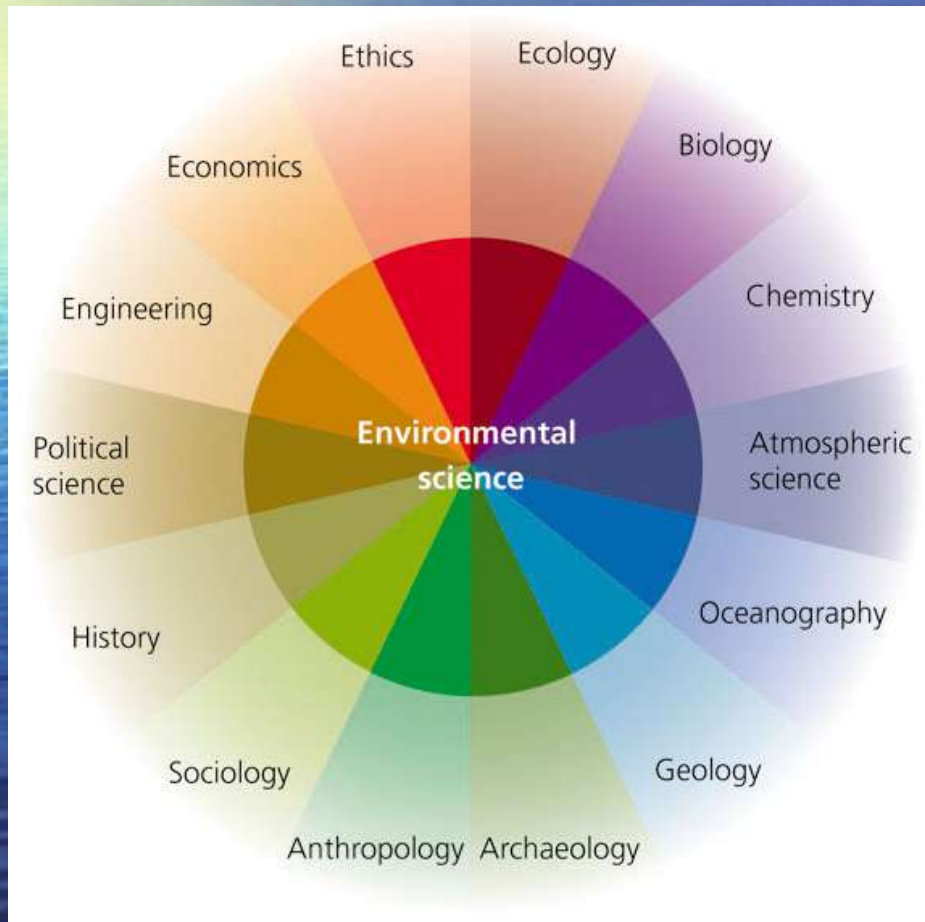 Ethics
Ecology
Biology
Chemistry
Atmospheric
science
Oceanography
Geology
Archaeology
Anthropology
Sociology
History
Political
science
Engineering
Economics
Environmental
science